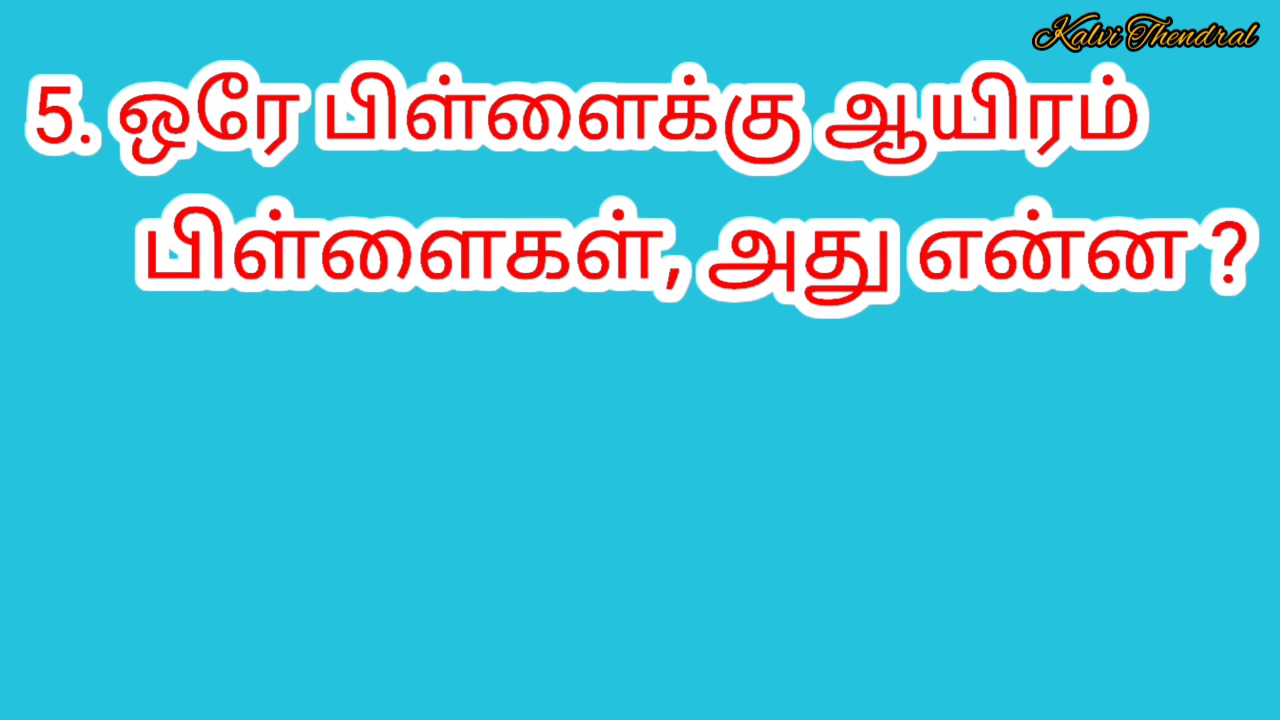 Kalvi Thendral
5. ஒரே பிள்ளைக்கு ஆயிரம்
பிள்ளைகள், அது என்ன ?